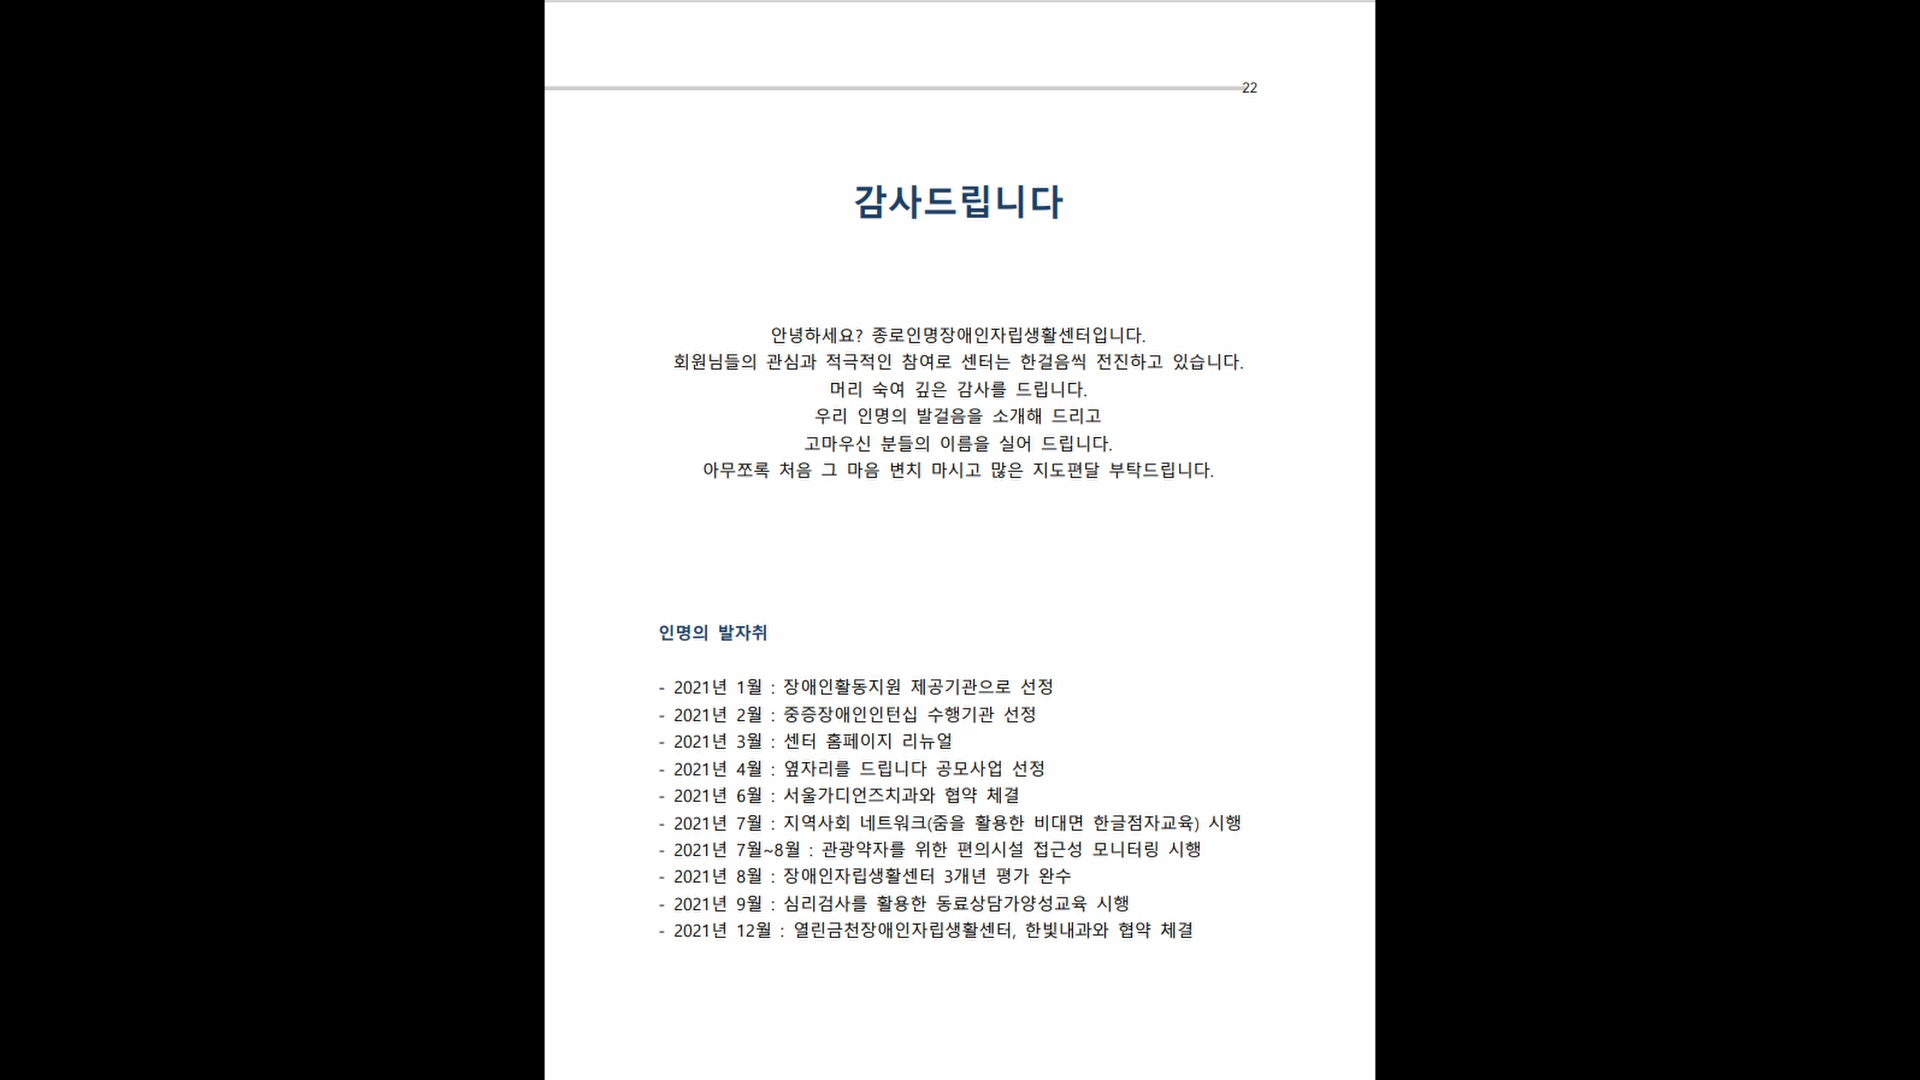 22
감사드립니다
안녕하세요? 종로인명장애인자립생활센터입니다.
회원님들의 관심과 적극적인 참여로 센터는 한걸음씩 전진하고 있습니다.
머리 숙여 깊은 감사를 드립니다.
우리 인명의 발걸음을 소개해 드리고
고마우신 분들의 이름을 실어 드립니다.
아무쪼록 처음 그 마음 변치 마시고 많은 지도편달 부탁드립니다.
인명의 발자취
- 2021년 1월 : 장애인활동지원 제공기관으로 선정
- 2021년 2월 : 중증장애인인턴십 수행기관 선정
- 2021년 3월 : 센터 홈페이지 리뉴얼
- 2021년 4월 : 옆자리를 드립니다 공모사업 선정
- 2021년 6월 : 서울가디언즈치과와 협약 체결
- 2021년 7월 : 지역사회 네트워크(줌을 활용한 비대면 한글점자교육) 시행
- 2021년 7월~8월 : 관광약자를 위한 편의시설 접근성 모니터링 시행
- 2021년 8월 : 장애인자립생활센터 3개년 평가 완수
- 2021년 9월 : 심리검사를 활용한 동료상담가양성교육 시행
- 2021년 12월 : 열린금천장애인자립생활센터, 한빛내과와 협약 체결